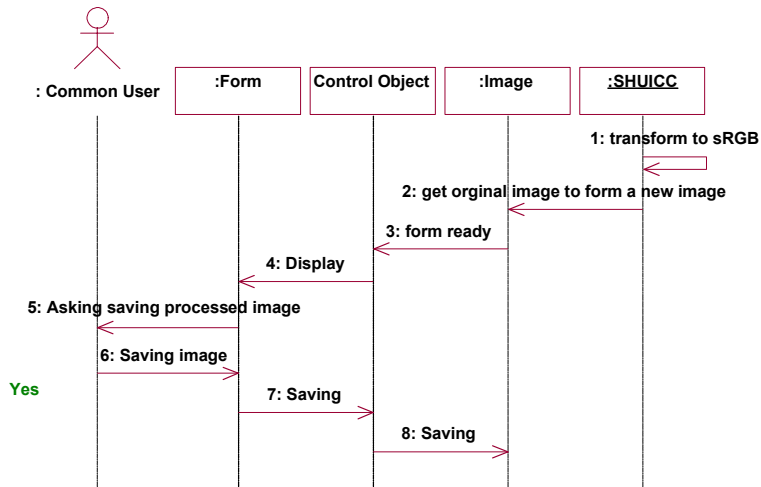 : Common User
:Form
Control Object
:Image
:SHUICC
1: transform to sRGB
2: get orginal image to form a new image
3: form ready
4: Display
5: Asking saving processed image
6: Saving image
Yes
7: Saving
8: Saving